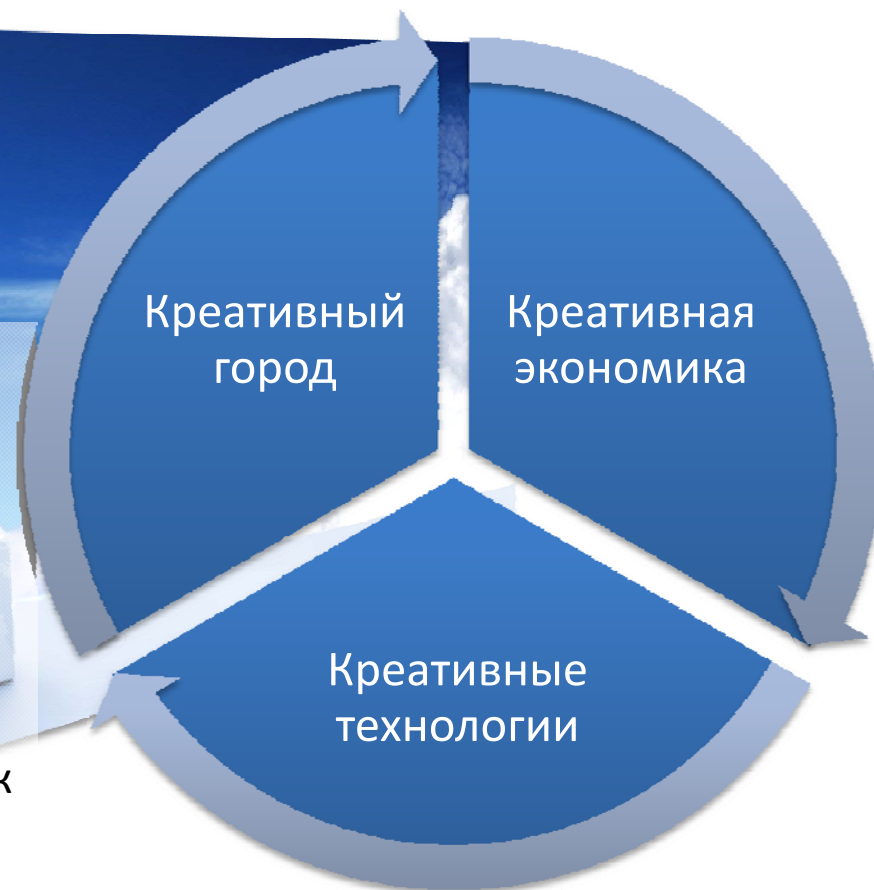 Креативный
город
Креативная
экономика
Креативные
технологии
к